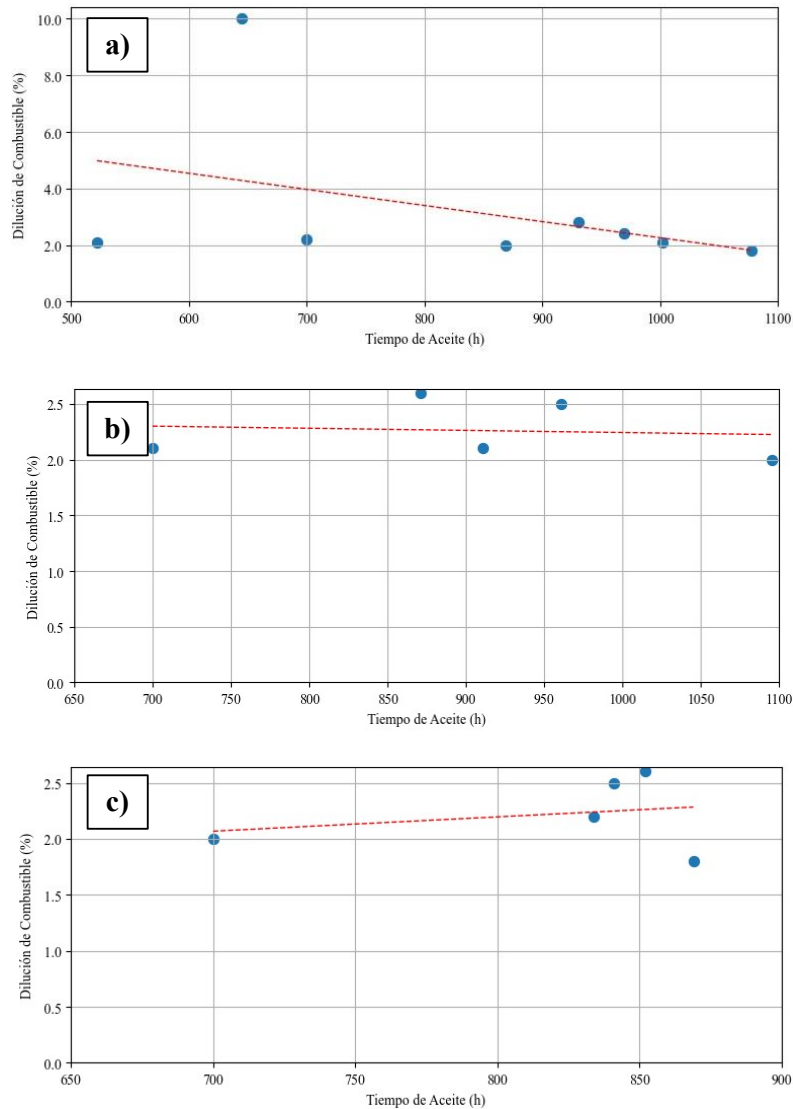 a)
Dilución de Combustible (%)
10.0
8.0
6.0
4.0
2.0
0.0
500 600 700 800 900 1000 1100
Tiempo de Aceite (h)
b)
Dilución de Combustible (%)
2.5
2.0
1.5
1.0
0.5
0.0
650 700 750 800 850 900 950 1000 1050 1100
Tiempo de Aceite (h)
c)
Dilución de Combustible (%)
2.5
2.0
1.5
1.0
0.5
0.0
650 700 750 800 850 900
Tiempo de Aceite (h)